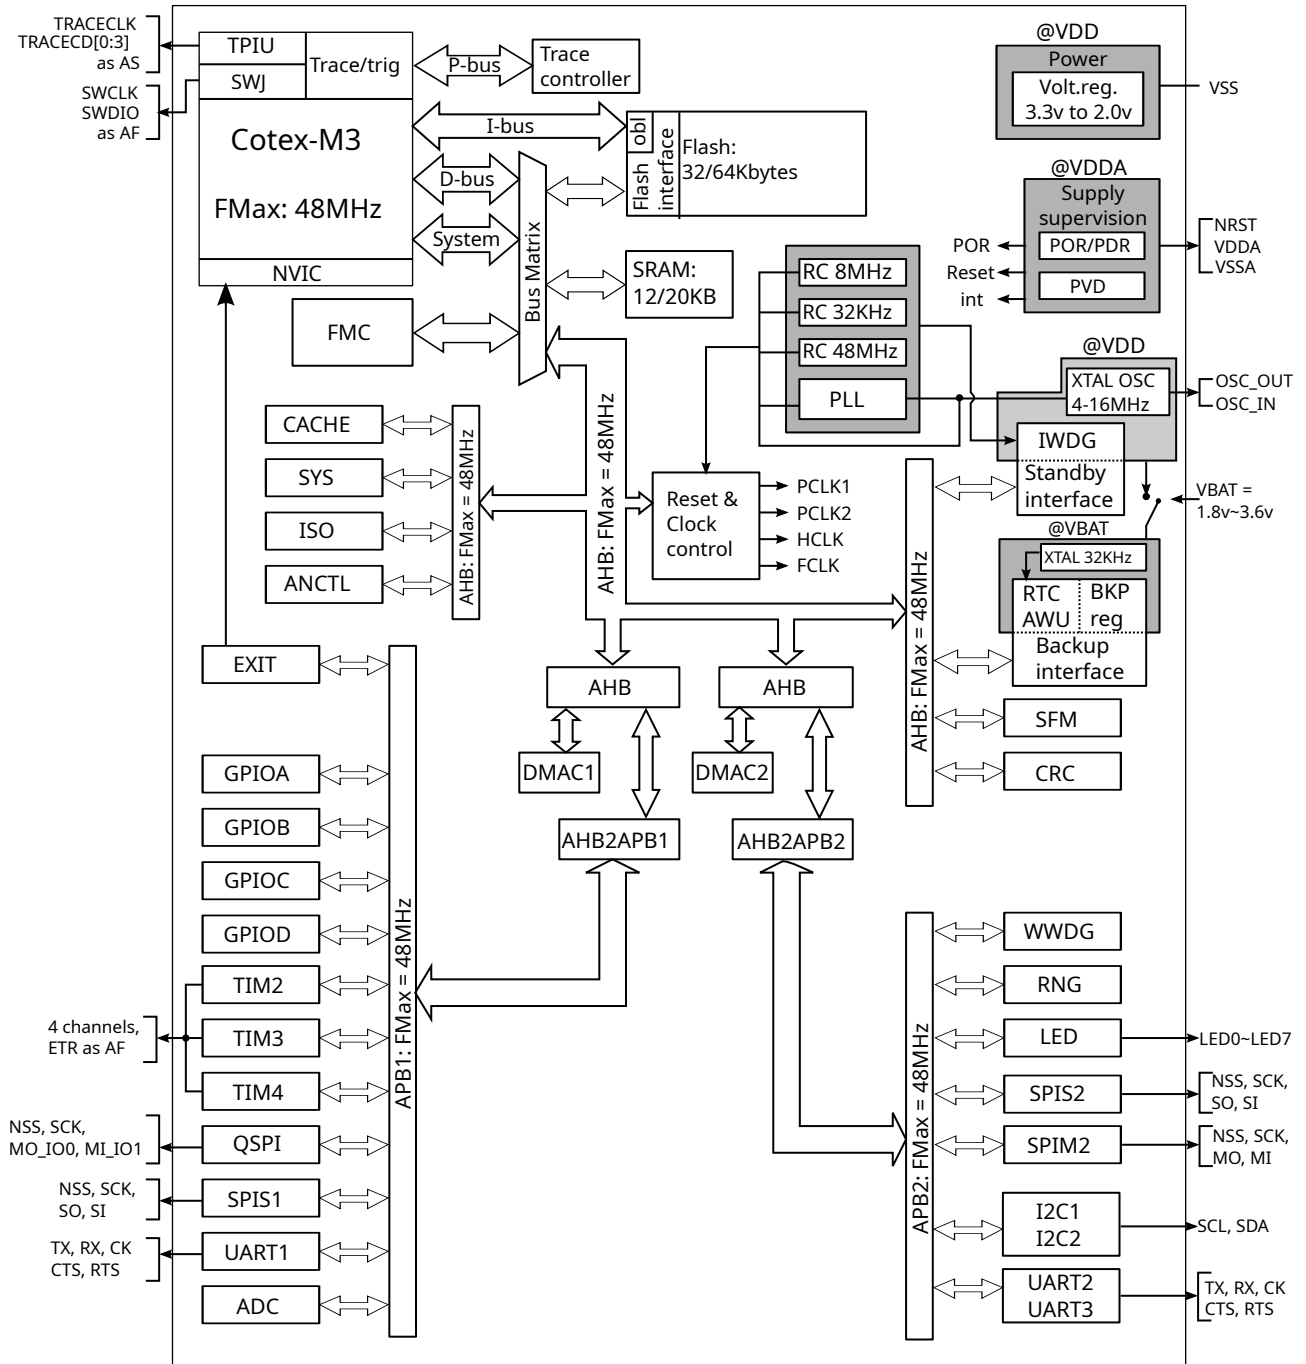 TRACECLK
TRACECD[0:3]
as AS
SWCLK
SWDIO
as AF
TPIU
SWJ
Trace/trig
Cotex-M3
FMax: 48MHz
NVIC
P-bus
Trace
controller
I-bus
D-bus
System
Bus Matrix
obl
Flash
interface
Flash:
32/64Kbytes
SRAM:
12/20KB
FMC
@VDD
Power
Volt.reg.
3.3v to 2.0v
VSS
@VDDA
Supply
supervision
POR/PDR
PVD
POR
Reset
int
NRST
VDDA
VSSA
RC 8MHz
RC 32KHz
RC 48MHz
PLL
@VDD
XTAL OSC
4-16MHz
OSC_OUT
OSC_IN
IWDG
Standby
interface
VBAT =
1.8v~3.6v
@VBAT
XTAL 32KHz
RTC
AWU
BKP
reg
Backup
interface
CACHE
SYS
ISO
ANCTL
AHB: FMax = 48MHz
AHB: FMax = 48MHz
Reset &
Clock
control
PCLK1
PCLK2
HCLK
FCLK
AHB: FMax = 48MHz
SFM
CRC
EXIT
AHB
AHB
DMAC1
DMAC2
AHB2APB1
AHB2APB2
GPIOA
GPIOB
GPIOC
GPIOD
TIM2
TIM3
TIM4
QSPI
SPIS1
UART1
ADC
APB1: FMax = 48MHz
4 channels,
ETR as AF
NSS, SCK,
MO_IO0, MI_IO1
NSS, SCK,
SO, SI
TX, RX, CK
CTS, RTS
APB2: FMax = 48MHz
WWDG
RNG
LED
SPIS2
SPIM2
I2C1
I2C2
UART2
UART3
LED0~LED7
NSS, SCK,
SO, SI
NSS, SCK,
MO, MI
SCL, SDA
TX, RX, CK
CTS, RTS